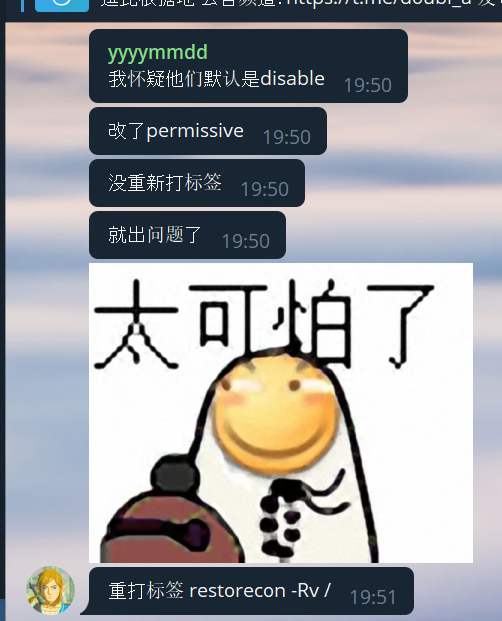 yyyymmdd
我怀疑他们默认是disable 19:50
改了permissive 19:50
没重新打标签 19:50
就出问题了 19:50
太可怕了
重打标签 restorecon -Rv / 19:51